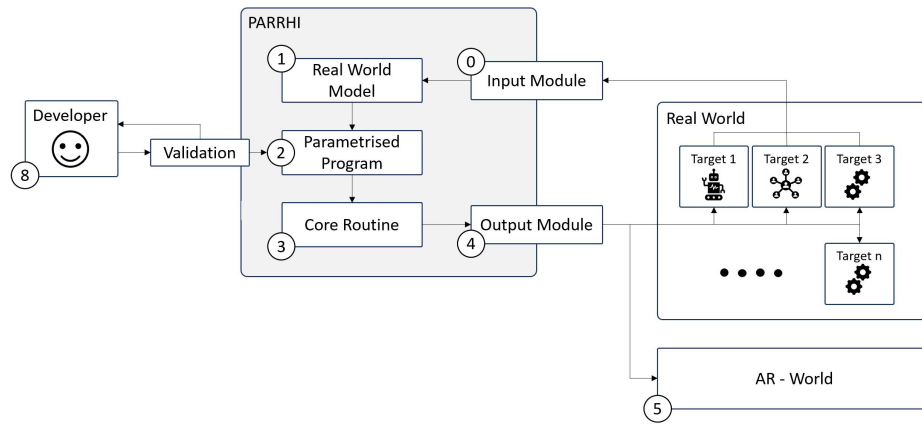 PARRHI
1
Real World
Model
0
Input Module
Developer
8
Validation
2
Parametrised
Program
3
Core Routine
4
Output Module
Real World
Target 1
Target 2
Target 3
Target n
AR - World
5